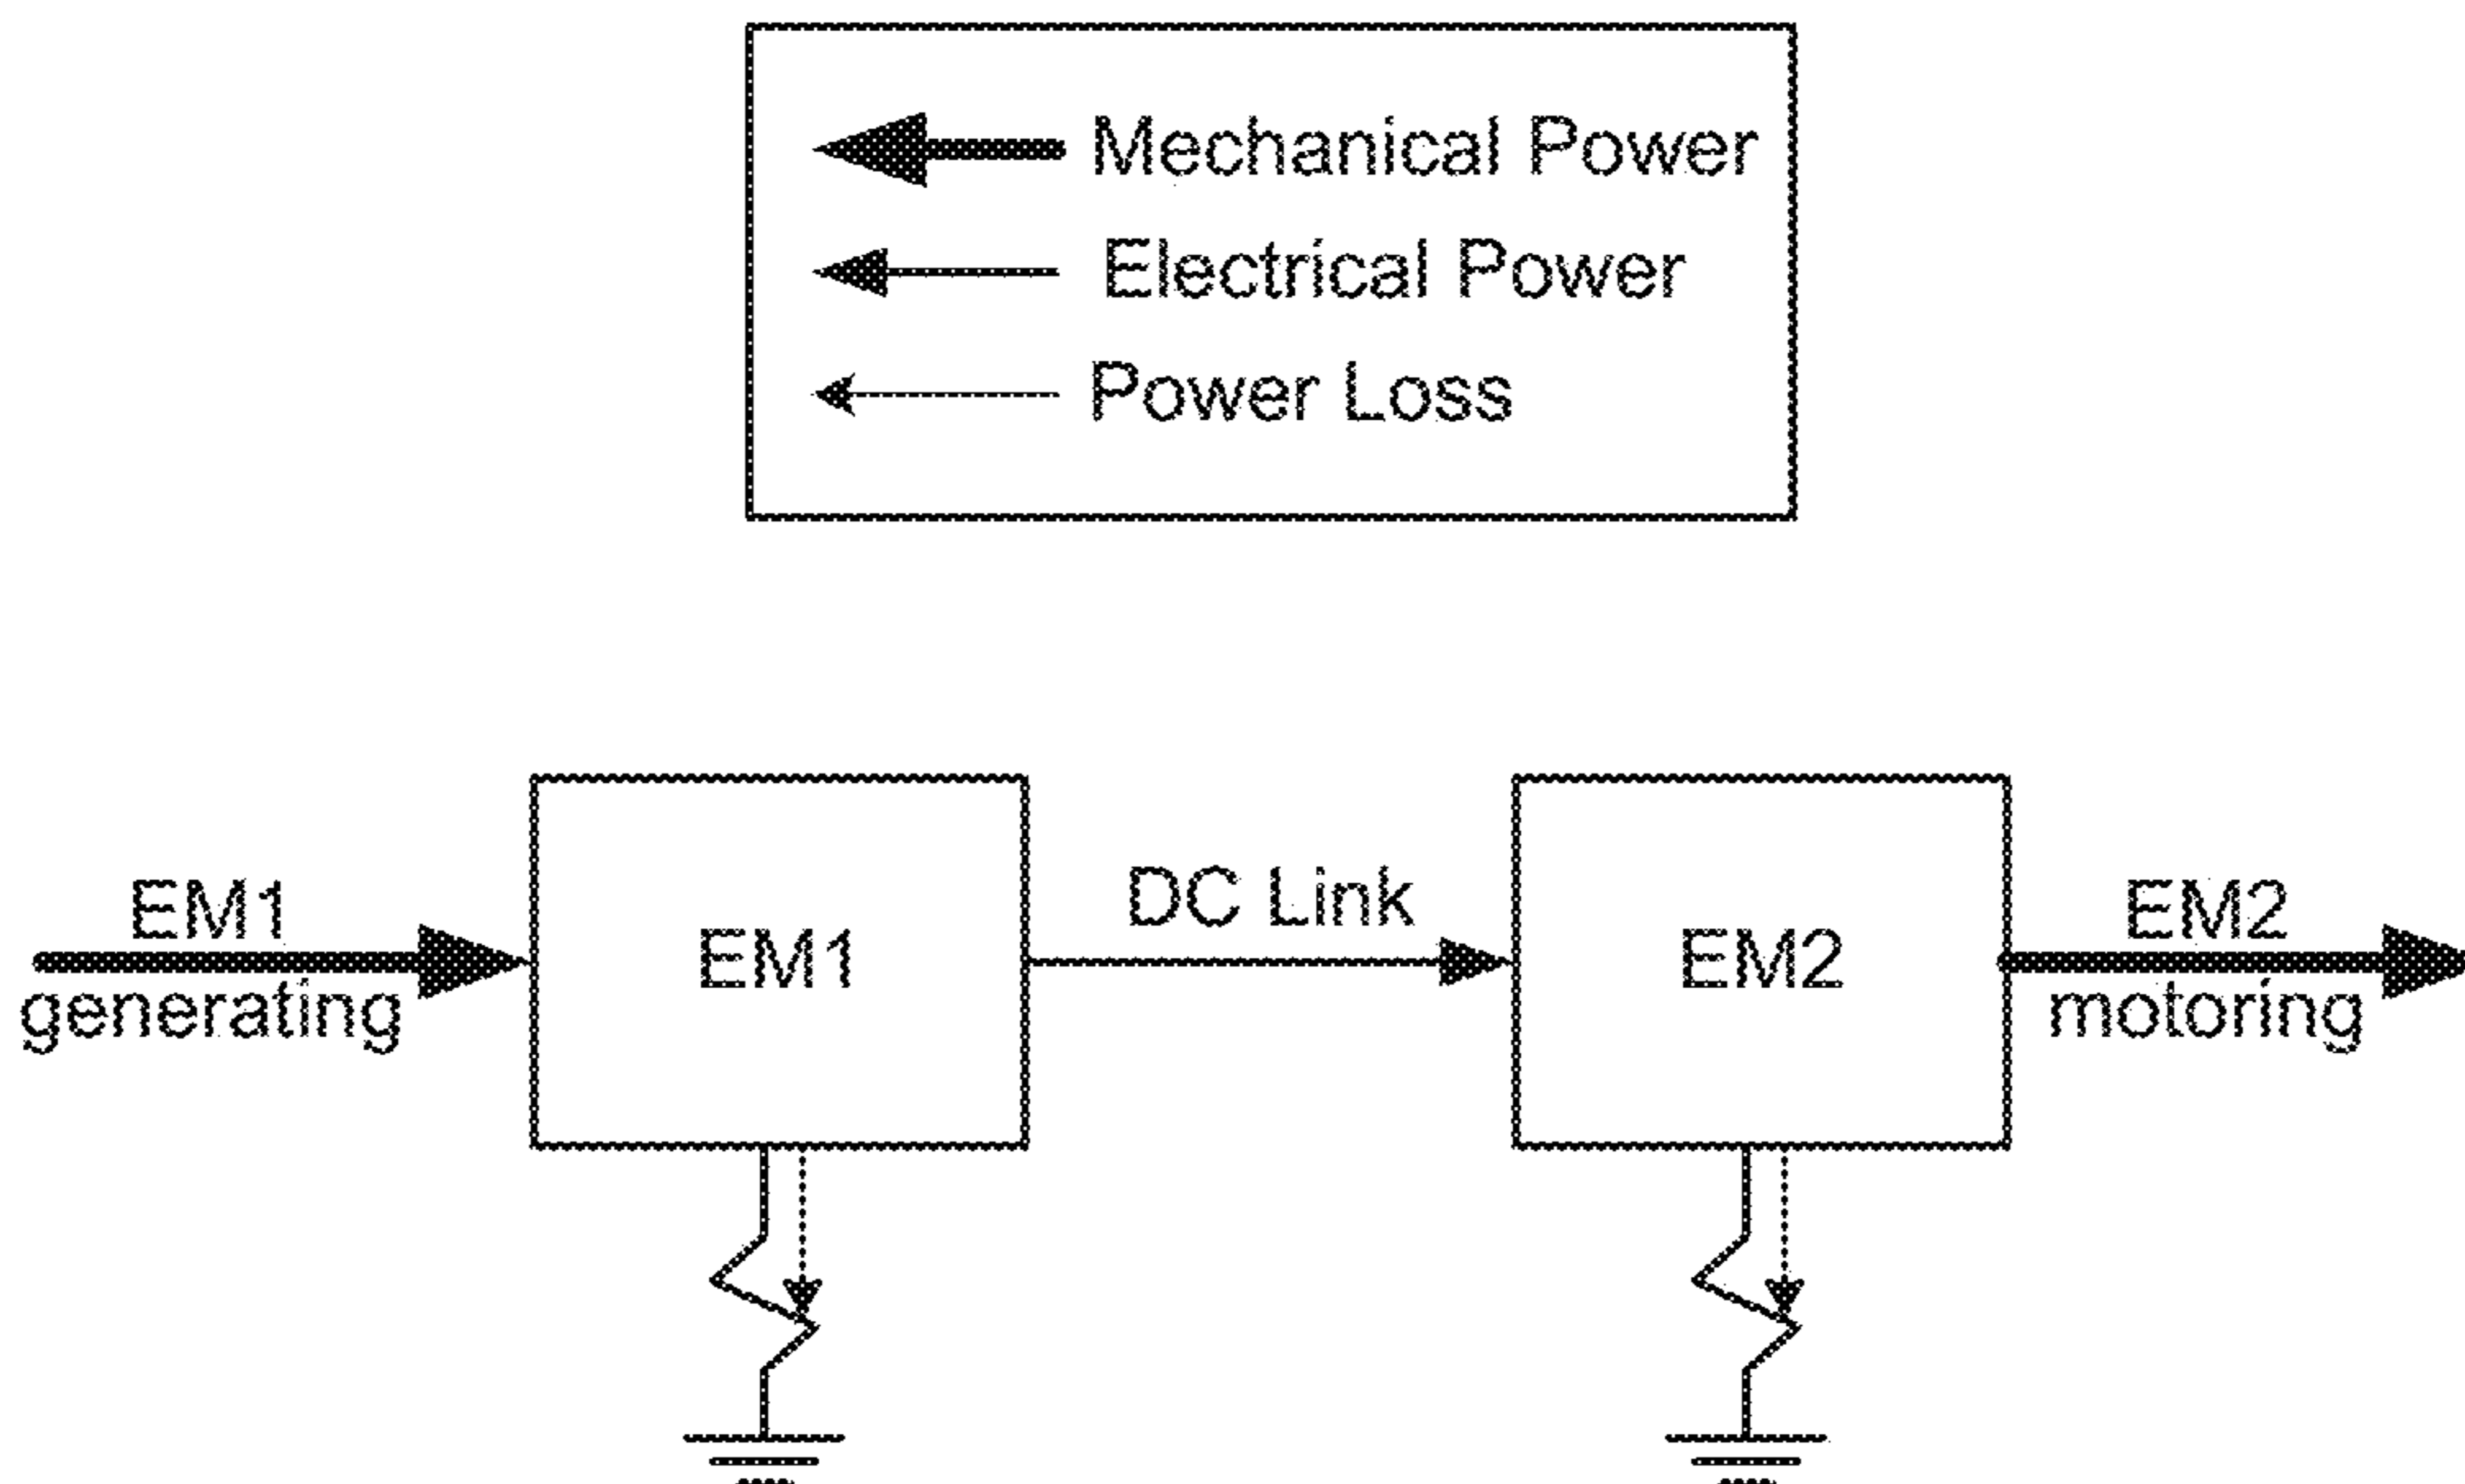 Mechanical Power
Electrical Power
Power Loss
EM1
generating
EM1
DC Link
EM2
EM2
motoring